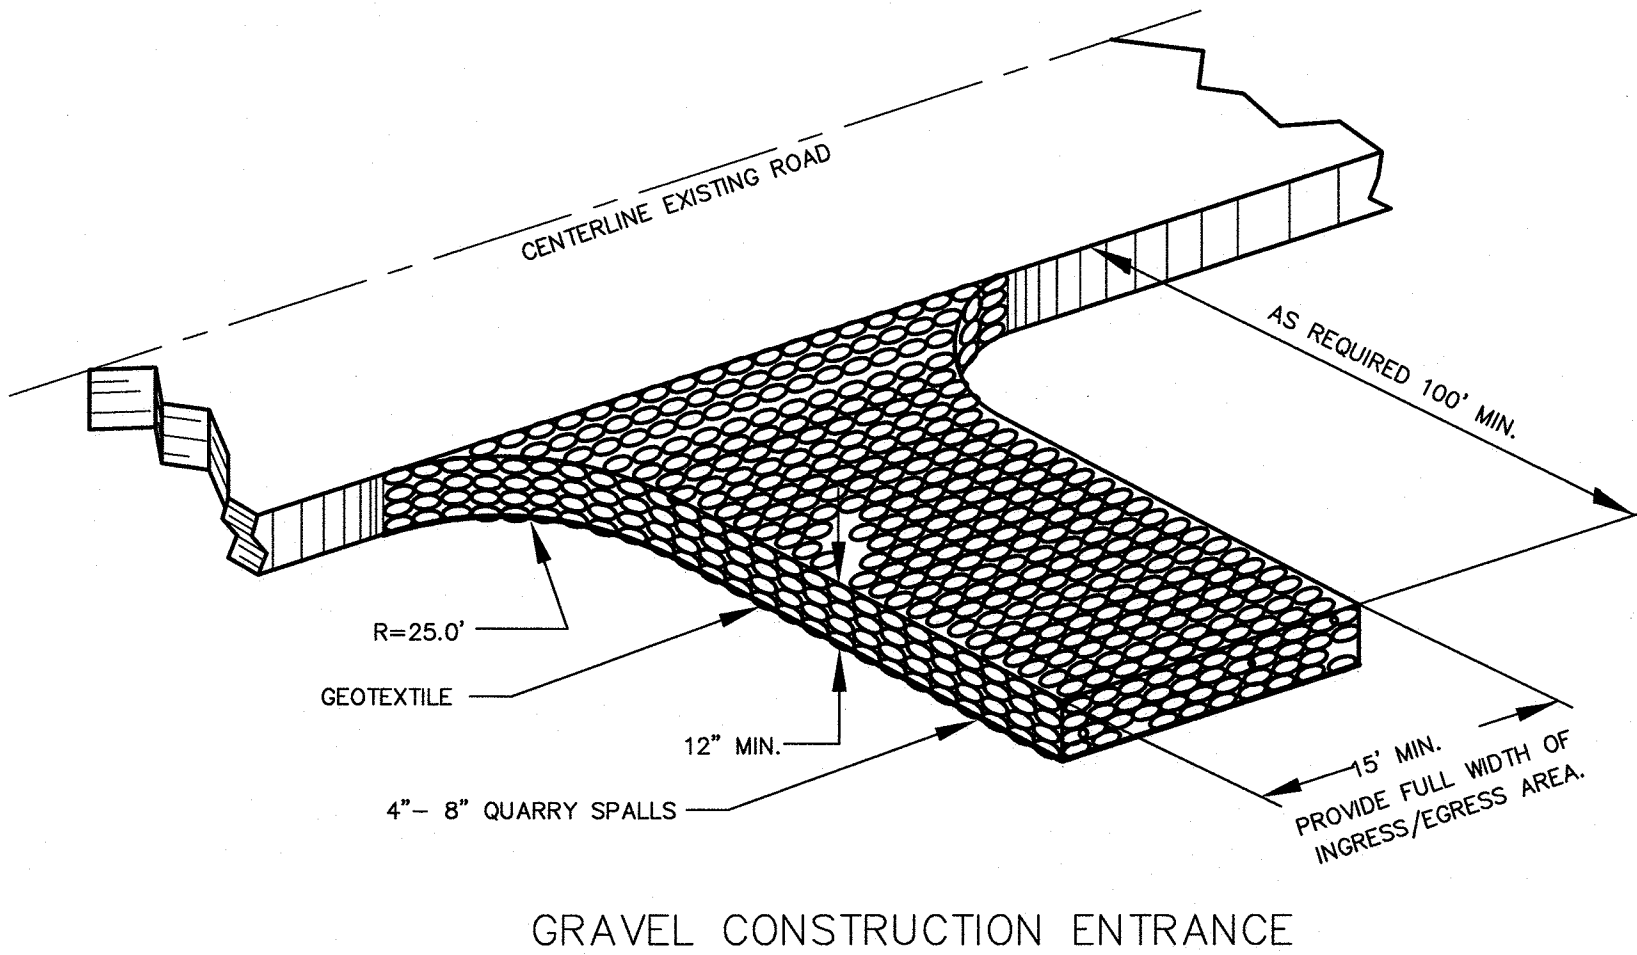 CENTERLINE EXISTING ROAD
AS REQUIRED 100' MIN.
R=25.0'
GEOTEXTILE
12" MIN.
4"- 8" QUARRY SPALLS
15' MIN.
PROVIDE FULL WIDTH OF
INGRESS/EGRESS AREA.
GRAVEL CONSTRUCTION ENTRANCE